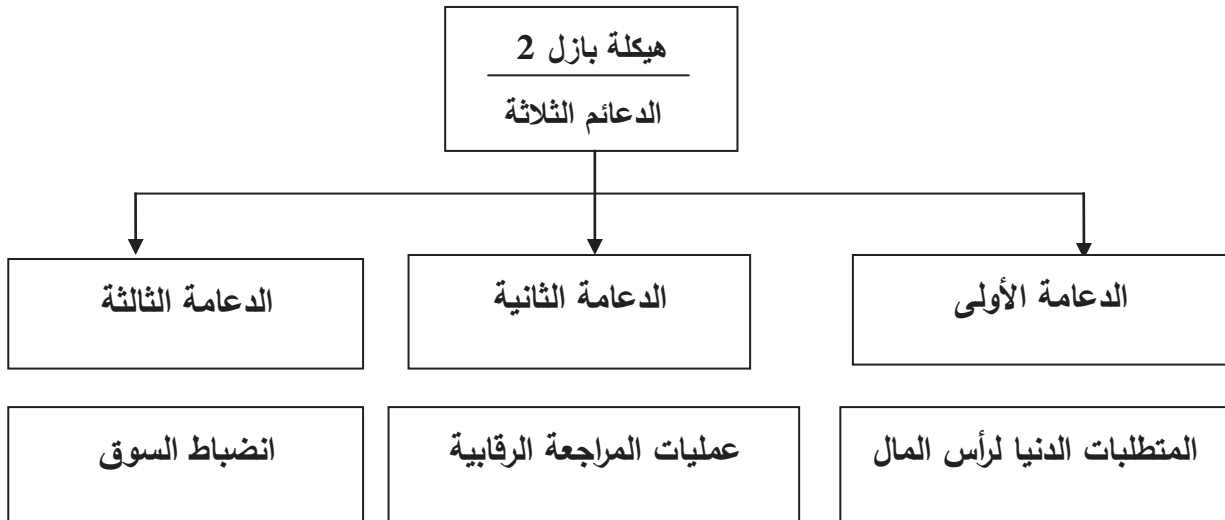 هيكلة بازل 2
الدعائم الثلاثة
الدعامة الأولى
الدعامة الثانية
الدعامة الثالثة
المتطلبات الدنيا لرأس المال
عمليات المراجعة الرقابية
انضباط السوق